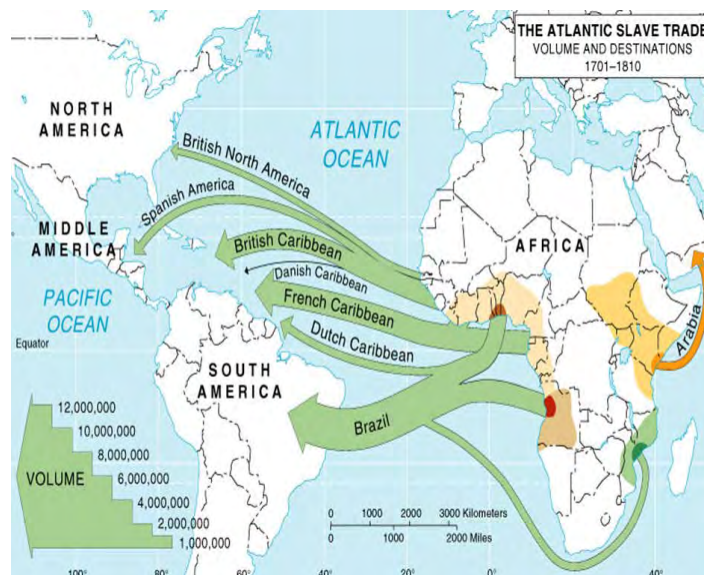 THE ATLANTIC SLAVE TRADE
VOLUME AND DESTINATIONS
1701–1810
NORTH
AMERICA
ATLANTIC
OCEAN
British North America
Spanish America
MIDDLE
AMERICA
British Caribbean
AFRICA
Danish Caribbean
PACIFIC
OCEAN
French Caribbean
Arabia
Dutch Caribbean
Equator
SOUTH
AMERICA
Brazil
12,000,000
10,000,000
8,000,000
VOLUME
6,000,000
4,000,000
2,000,000
1,000,000
0 1000 2000 3000 Kilometers
0 1000 2000 Miles
100° 80° 60° 40° 20° 0° 20° 40°